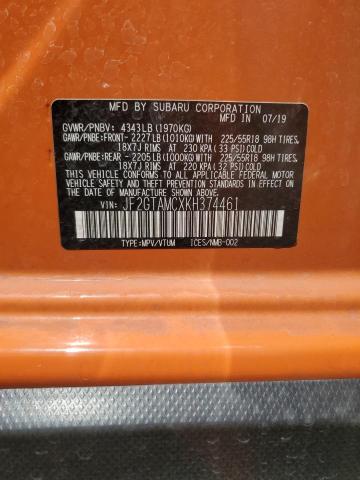 MFD BY SUBARU CORPORATION
MFD IN 07/19
GVWR/PNBV: 4343LB(1970KG)
GAWR/PNBE:FRONT- 2227LB(1010KG)WITH 225/55R18 98H TIRES,
18X7J RIMS AT 230 KPA(33 PSI)COLD
GAWR/PNBE:REAR - 2205LB(1000KG)WITH 225/55R18 98H TIRES,
18X7J RIMS AT 220 KPA(32 PSI)COLD
THIS VEHICLE CONFORMS TO ALL APPLICABLE FEDERAL MOTOR
VEHICLE SAFETY STANDARDS IN EFFECT ON
THE DATE OF MANUFACTURE SHOWN ABOVE.
VIN: JF2GTAMCXKH374461
TYPE:MPV/VTUM ICES/NMB-002